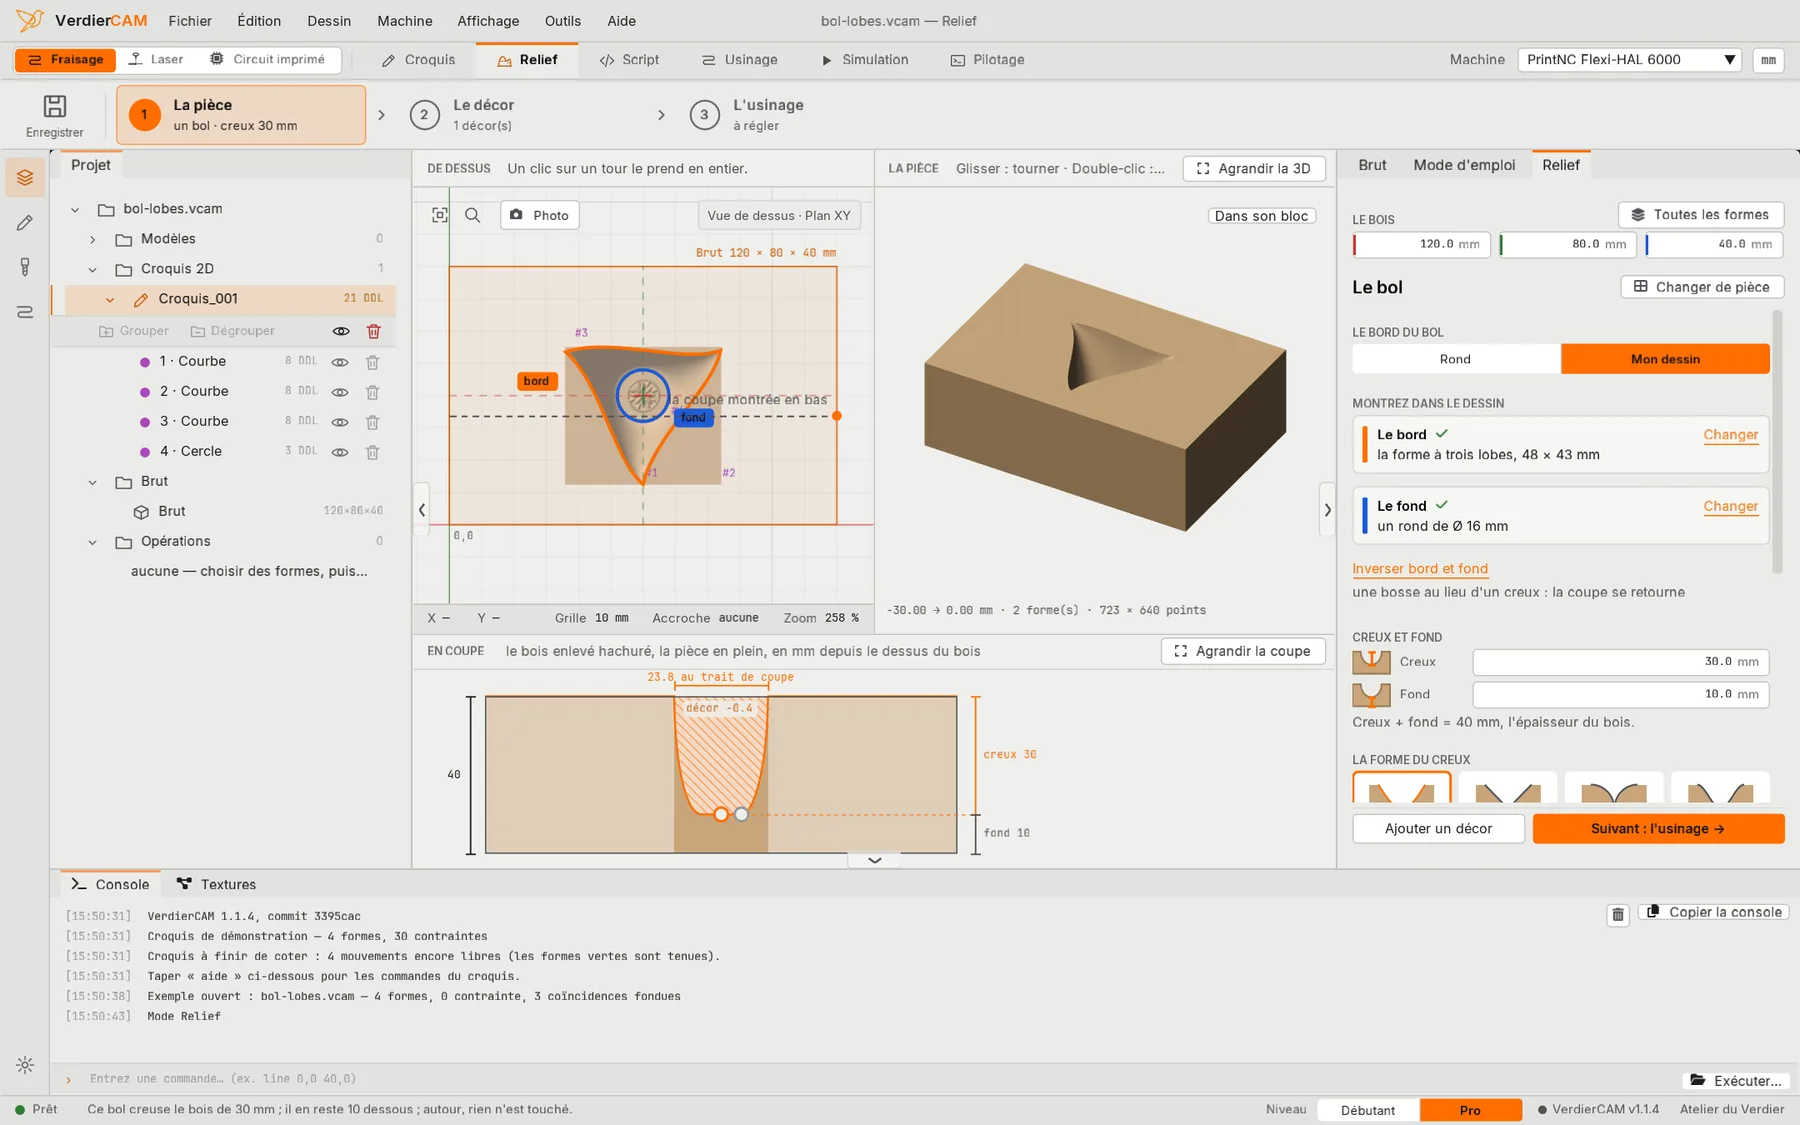 VerdierCAM Fichier Édition Dessin Machine Affichage Outils Aide bol-lobes.vcam — Relief
Fraisage Laser Circuit imprimé Croquis Relief Script Usinage Simulation Pilotage Machine PrintNC Flexi-HAL 6000 mm
Enregistrer
1 La pièce
un bol · creux 30 mm
2 Le décor
1 décor(s)
3 L'usinage
à régler
Projet
bol-lobes.vcam
Modèles 0
Croquis 2D 1
Croquis_001 21 DDL
Grouper Dégrouper
1 · Courbe 8 DDL
2 · Courbe 8 DDL
3 · Courbe 8 DDL
4 · Cercle 3 DDL
Brut
Brut 120×80×40
Opérations 0
aucune — choisir des formes, puis...
DE DESSUS Un clic sur un tour le prend en entier.
Photo
Vue de dessus · Plan XY
Brut 120 × 80 × 40 mm
#3
bord
la coupe montrée en bas
fond
#1
#2
0,0
X — Y — Grille 10 mm Accroche aucune Zoom 258 %
LA PIÈCE Glisser : tourner · Double-clic :... Agrandir la 3D
Dans son bloc
-30.00 → 0.00 mm · 2 forme(s) · 723 × 640 points
EN COUPE le bois enlevé hachuré, la pièce en plein, en mm depuis le dessus du bois Agrandir la coupe
23.8 au trait de coupe
décor -0.4
creux 30
40
fond 10
Brut Mode d'emploi Relief
LE BOIS Toutes les formes
120.0 mm 80.0 mm 40.0 mm
Le bol Changer de pièce
LE BORD DU BOL
Rond Mon dessin
MONTREZ DANS LE DESSIN
Le bord Changer
la forme à trois lobes, 48 × 43 mm
Le fond Changer
un rond de Ø 16 mm
Inverser bord et fond
une bosse au lieu d'un creux : la coupe se retourne
CREUX ET FOND
Creux 30.0 mm
Fond 10.0 mm
Creux + fond = 40 mm, l'épaisseur du bois.
LA FORME DU CREUX
Ajouter un décor Suivant : l'usinage →
Console Textures
Copier la console
[15:50:31] VerdierCAM 1.1.4, commit 3395cac
[15:50:31] Croquis de démonstration — 4 formes, 30 contraintes
[15:50:31] Croquis à finir de coter : 4 mouvements encore libres (les formes vertes sont tenues).
[15:50:31] Taper « aide » ci-dessous pour les commandes du croquis.
[15:50:38] Exemple ouvert : bol-lobes.vcam — 4 formes, 0 contrainte, 3 coïncidences fondues
[15:50:43] Mode Relief
› Entrez une commande… (ex. line 0,0 40,0) Exécuter...
Prêt Ce bol creuse le bois de 30 mm ; il en reste 10 dessous ; autour, rien n'est touché. Niveau Débutant Pro VerdierCAM v1.1.4 Atelier du Verdier